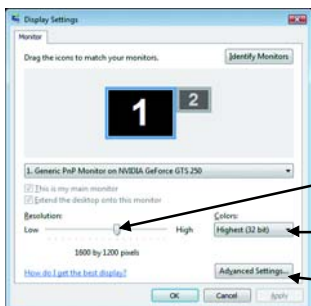 Display Settings
Monitor
Drag the icons to match your monitors.
Identify Monitors
1
2
1. Generic PnP Monitor on NVIDIA GeForce GTS 250
This is my main monitor
Extend the desktop onto this monitor
Resolution:
Colors:
Low
High
Highest (32 bit)
1600 by 1200 pixels
How do I get the best display?
Advanced Settings...
OK
Cancel
Apply